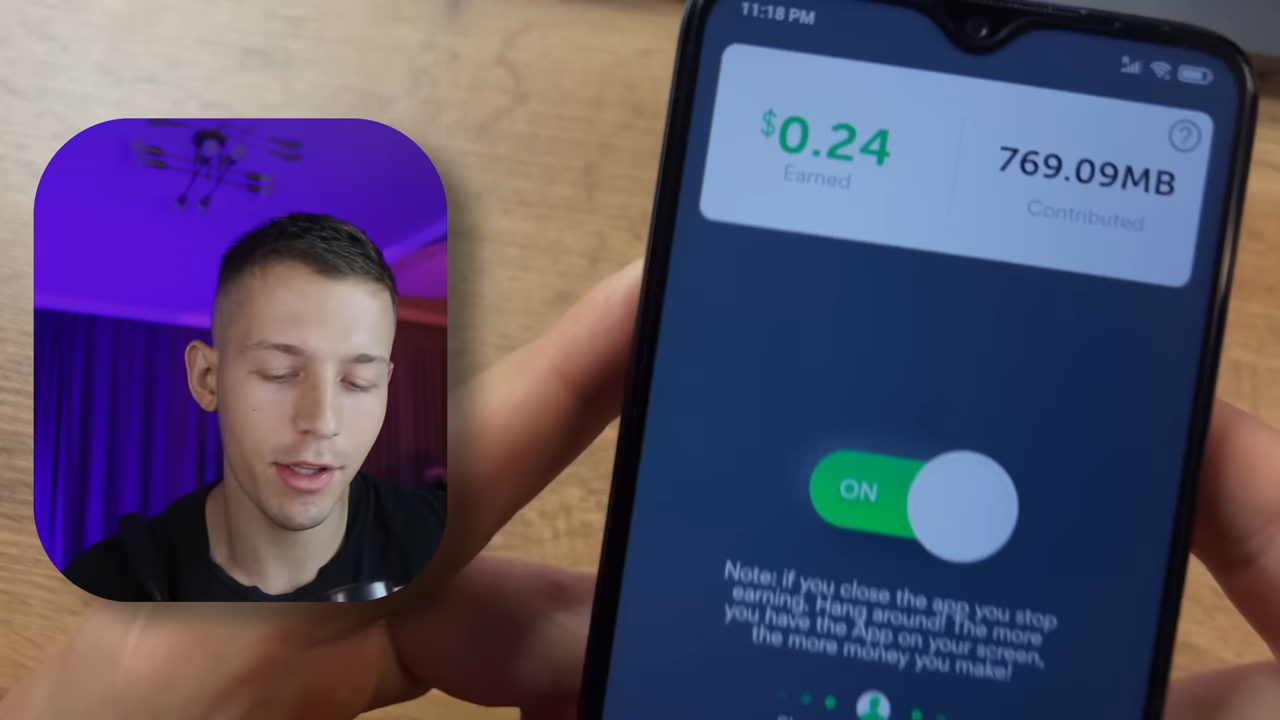 11:18 PM
$0.24
Earned
769.09MB
Contributed
?
ON
Note: if you close the app you stop
earning. Hang around! The more
you have the App on your screen,
the more money you make!